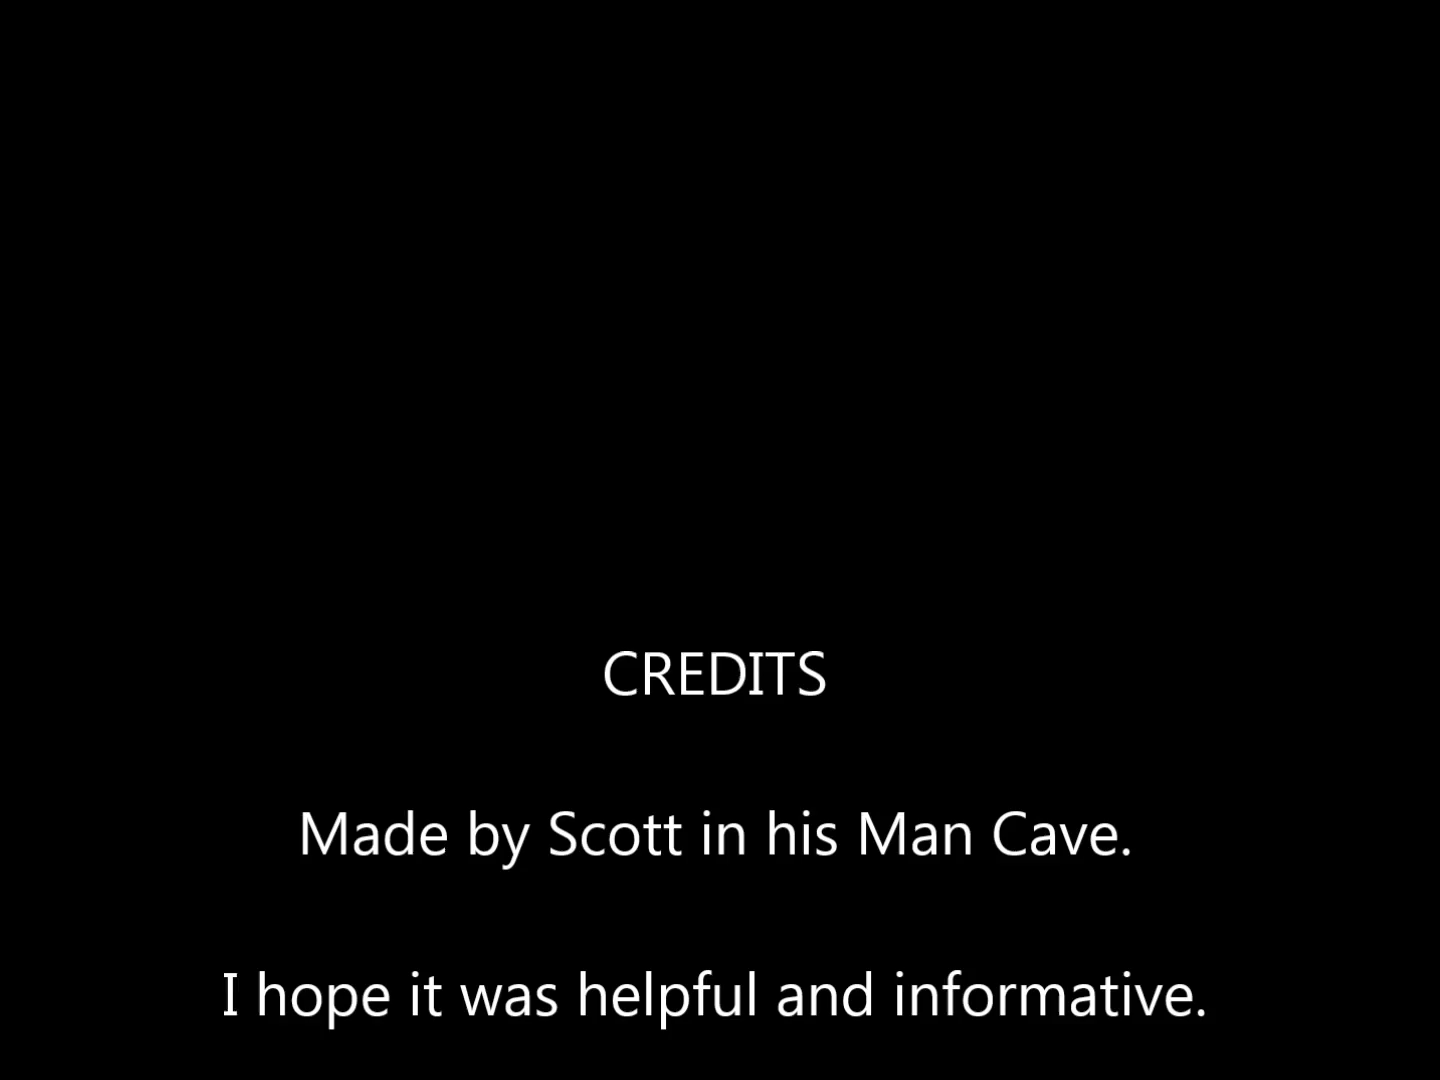 CREDITS
Made by Scott in his Man Cave.
I hope it was helpful and informative.